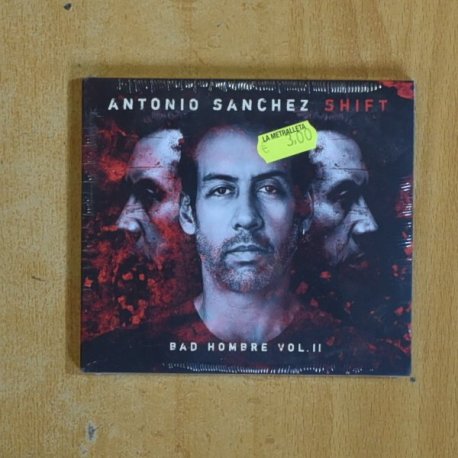 ANTONIO SANCHEZ SHIFT
LA METRALLETA
€ 3,00
BAD HOMBRE VOL.II